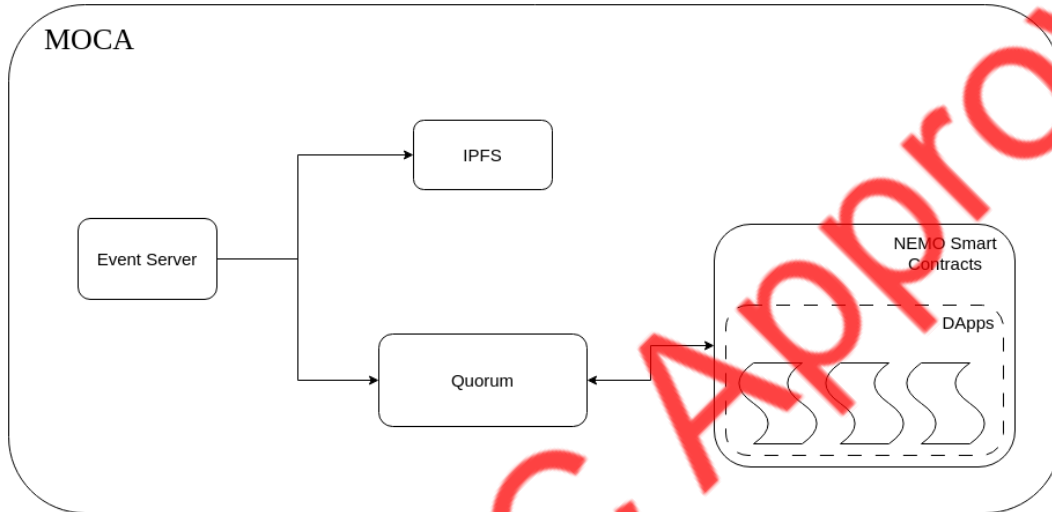 MOCA
IPFS
Event Server
NEMO Smart
Contracts
DApps
Quorum